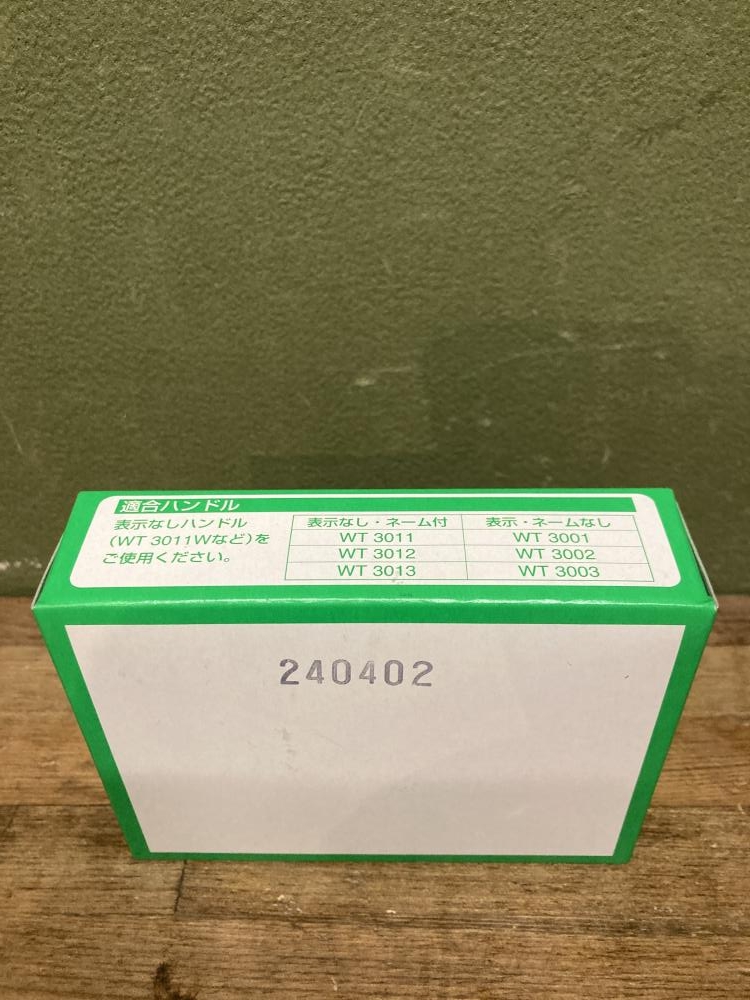 適合ハンドル
表示なしハンドル
(WT 3011Wなど)を
ご使用ください。
表示なし・ネーム付 表示・ネームなし
WT 3011 WT 3001
WT 3012 WT 3002
WT 3013 WT 3003
240402